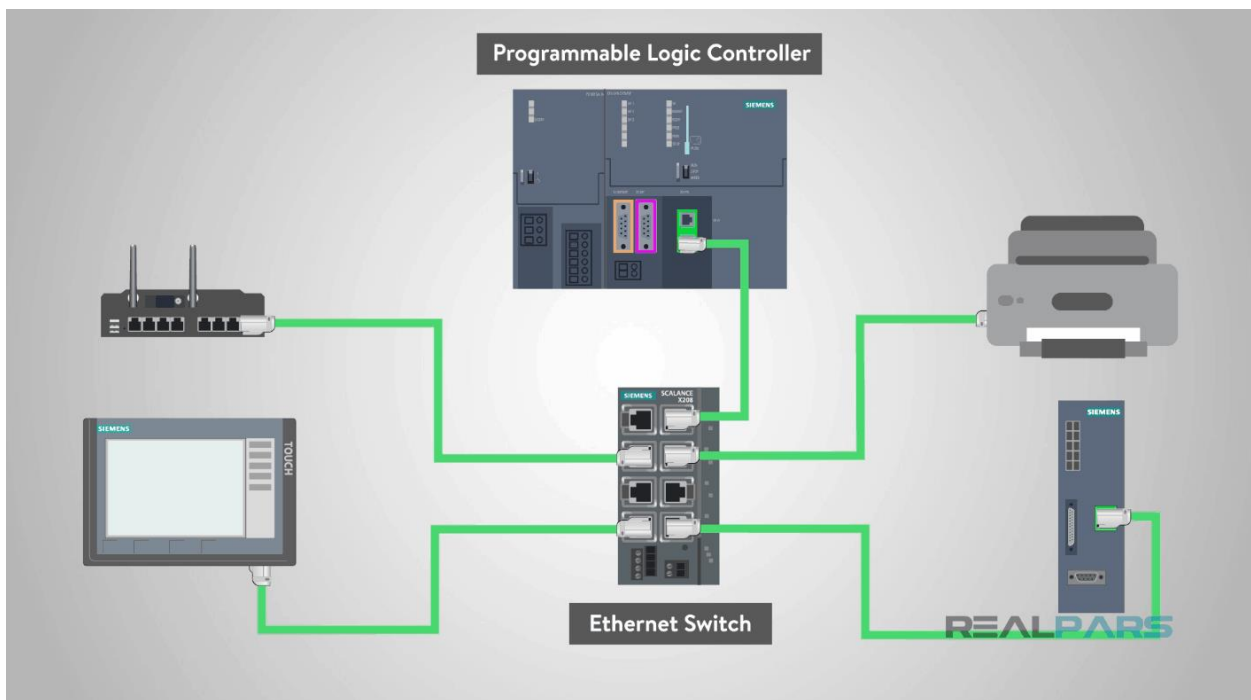 Programmable Logic Controller
SIEMENS
SIEMENS
SCALANCE
X208
SIEMENS
TOUCH
SIEMENS
Ethernet Switch
REALPARS